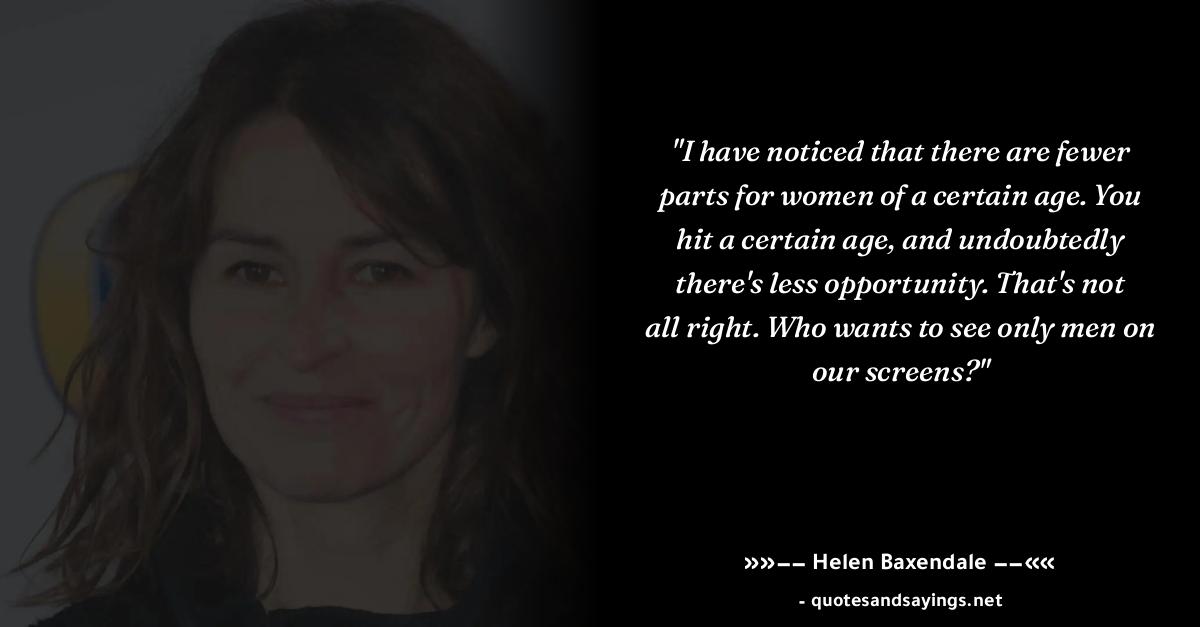 "I have noticed that there are fewer
parts for women of a certain age. You
hit a certain age, and undoubtedly
there's less opportunity. That's not
all right. Who wants to see only men on
our screens?"
»»–– Helen Baxendale ––««
- quotesandsayings.net